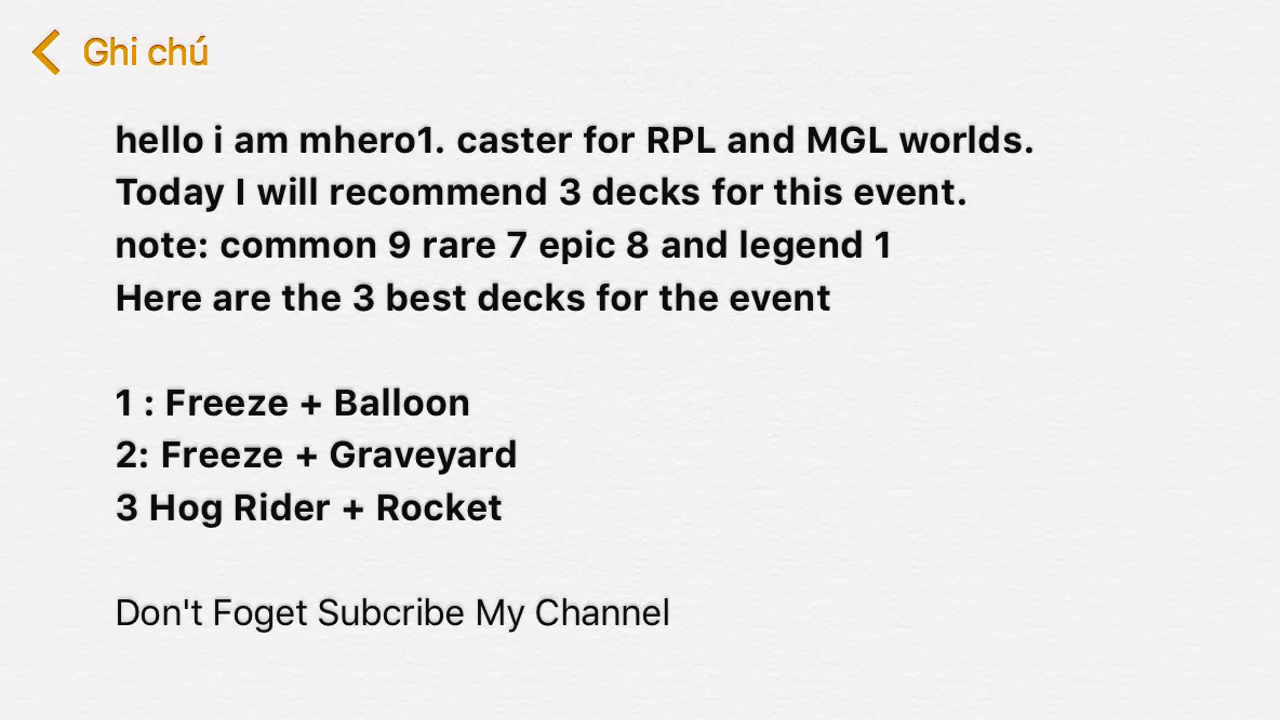 Ghi chú
hello i am mhero1. caster for RPL and MGL worlds.
Today I will recommend 3 decks for this event.
note: common 9 rare 7 epic 8 and legend 1
Here are the 3 best decks for the event
1 : Freeze + Balloon
2: Freeze + Graveyard
3 Hog Rider + Rocket
Don't Foget Subcribe My Channel